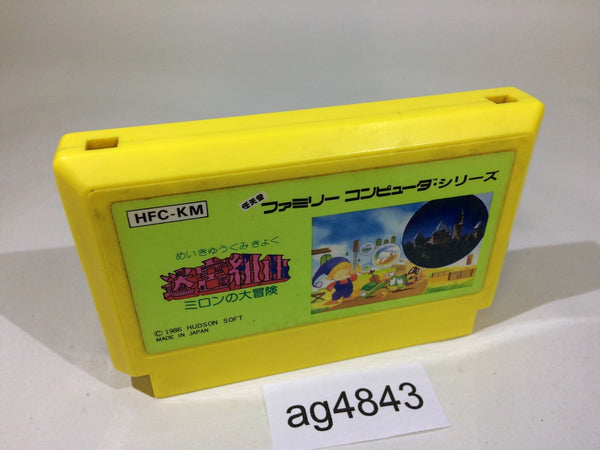 HFC-KM
任天堂 ファミリー コンピュータ・シリーズ
めいきゅうくみきょく
迷宮組曲
ミロンの大冒険
© 1986 HUDSON SOFT
MADE IN JAPAN
ag4843